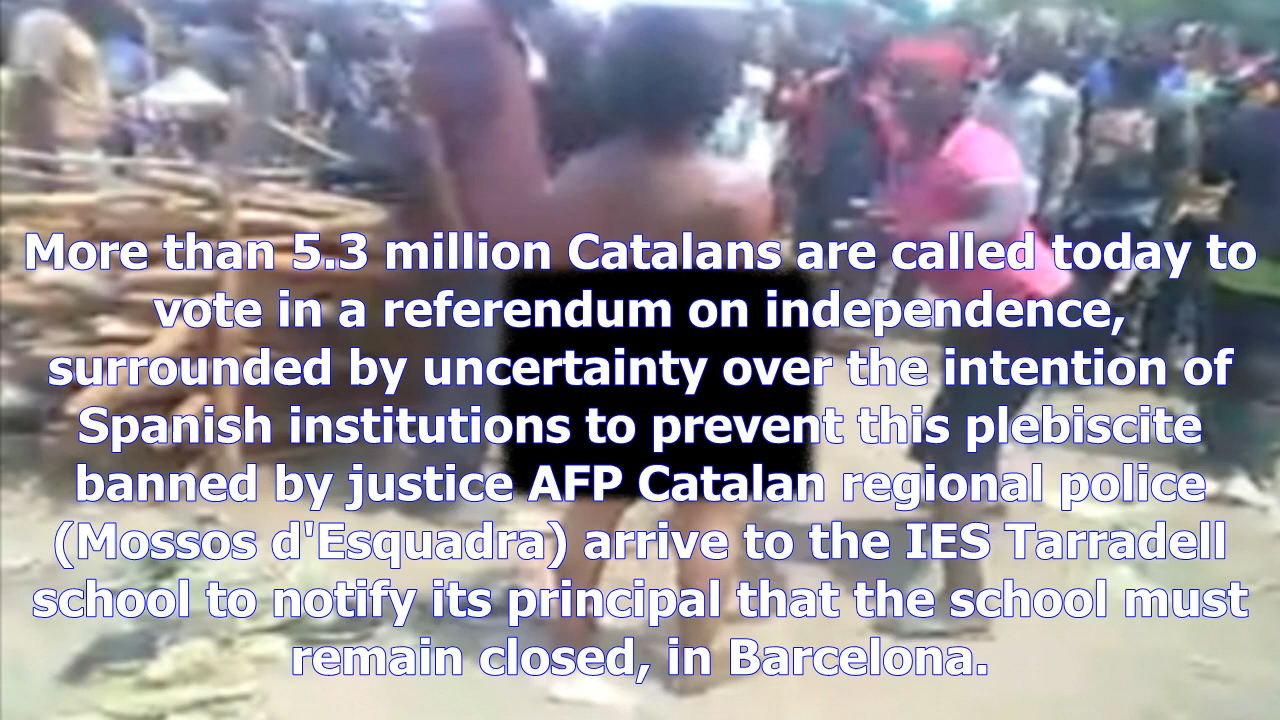 More than 5.3 million Catalans are called today to
vote in a referendum on independence,
surrounded by uncertainty over the intention of
Spanish institutions to prevent this plebiscite
banned by justice AFP Catalan regional police
(Mossos d'Esquadra) arrive to the IES Tarradell
school to notify its principal that the school must
remain closed, in Barcelona.